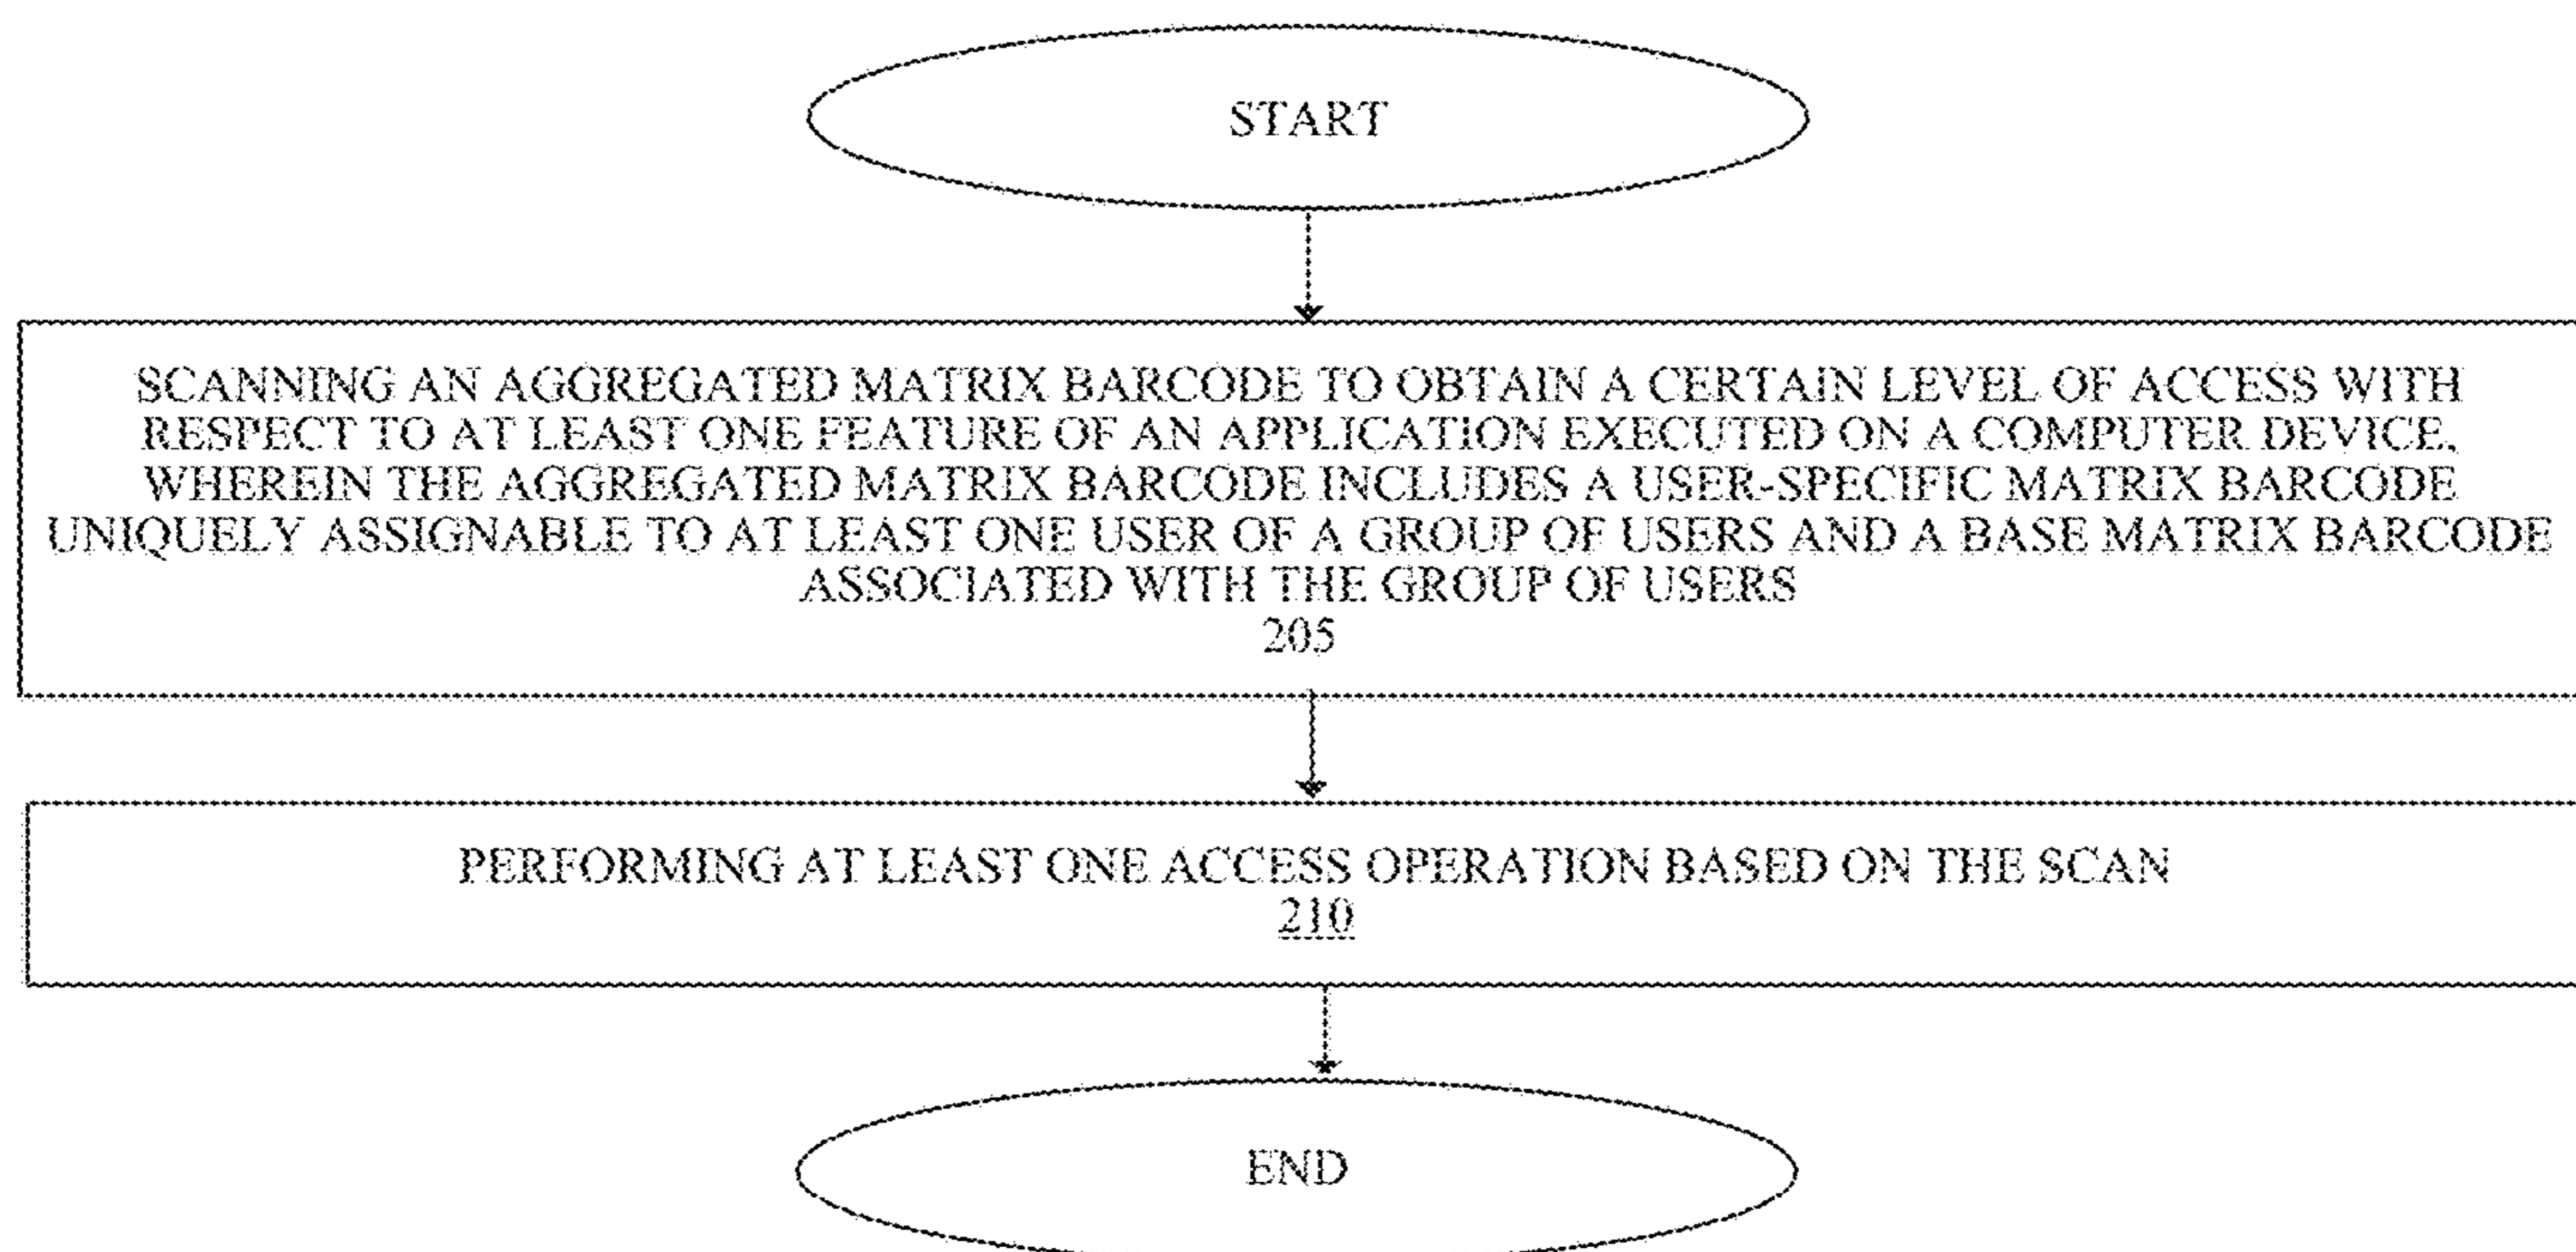 START
SCANNING AN AGGREGATED MATRIX BARCODE TO OBTAIN A CERTAIN LEVEL OF ACCESS WITH
RESPECT TO AT LEAST ONE FEATURE OF AN APPLICATION EXECUTED ON A COMPUTER DEVICE,
WHEREIN THE AGGREGATED MATRIX BARCODE INCLUDES A USER-SPECIFIC MATRIX BARCODE
UNIQUELY ASSIGNABLE TO AT LEAST ONE USER OF A GROUP OF USERS AND A BASE MATRIX BARCODE
ASSOCIATED WITH THE GROUP OF USERS
205
PERFORMING AT LEAST ONE ACCESS OPERATION BASED ON THE SCAN
210
END